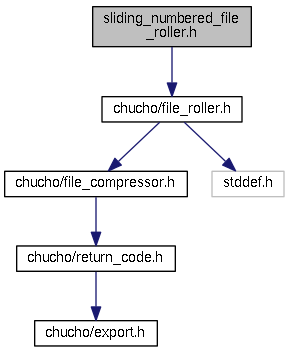 sliding_numbered_file
_roller.h
chucho/file_roller.h
chucho/file_compressor.h
stddef.h
chucho/return_code.h
chucho/export.h